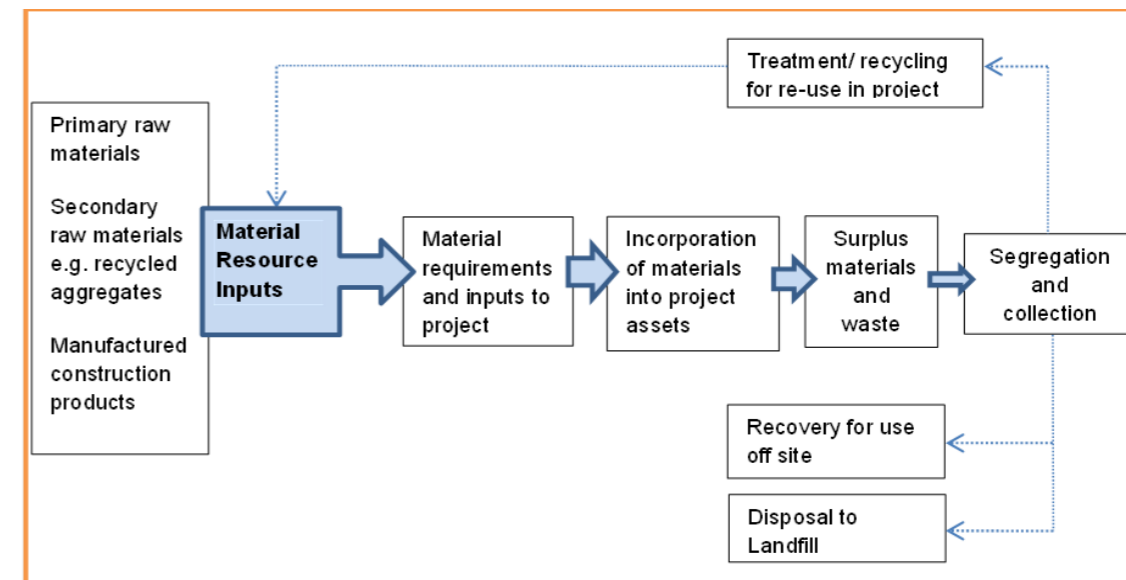 Treatment/ recycling
for re-use in project
Primary raw
materials
Secondary
raw materials
e.g. recycled
aggregates
Manufactured
construction
products
Material
Resource
Inputs
Material
requirements
and inputs to
project
Incorporation
of materials
into project
assets
Surplus
materials
and
waste
Segregation
and
collection
Recovery for use
off site
Disposal to
Landfill